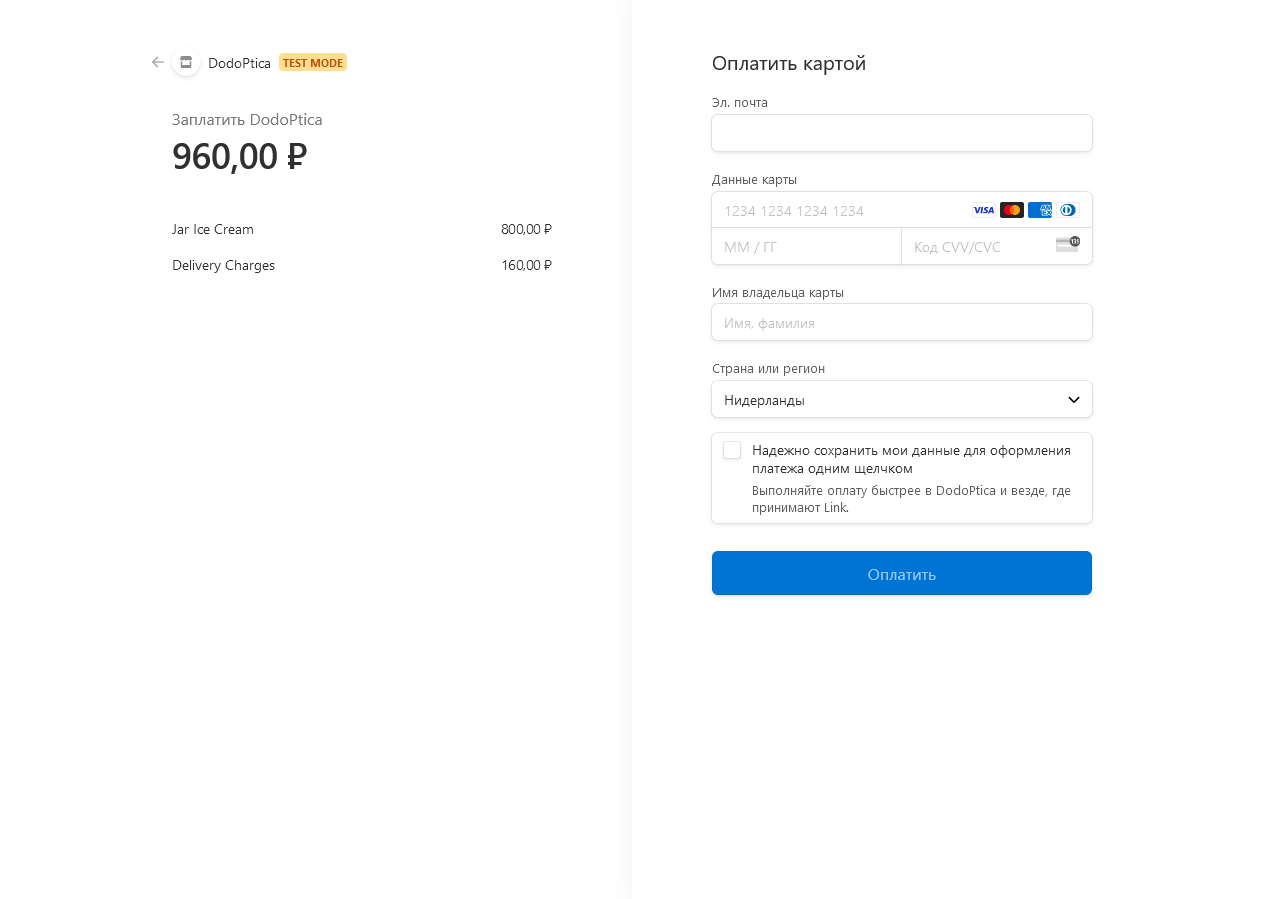 DodoPtica TEST MODE
Заплатить DodoPtica
960,00 ₽
Jar Ice Cream 800,00 ₽
Delivery Charges 160,00 ₽
Оплатить картой
Эл. почта
Данные карты
1234 1234 1234 1234 VISA AMEX
ММ / ГГ Код CVV/CVC 135
Имя владельца карты
Имя, фамилия
Страна или регион
Нидерланды
Надежно сохранить мои данные для оформления
платежа одним щелчком
Выполняйте оплату быстрее в DodoPtica и везде, где
принимают Link.
Оплатить